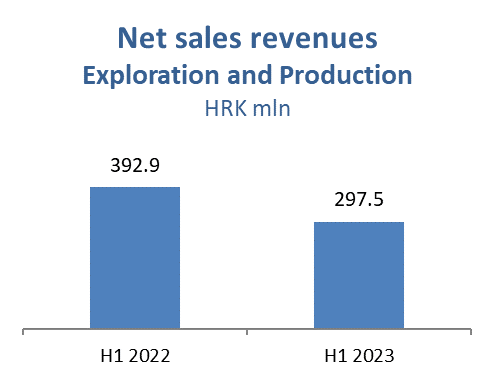 Net sales revenues
Exploration and Production
HRK mln
392.9
297.5
H1 2022
H1 2023